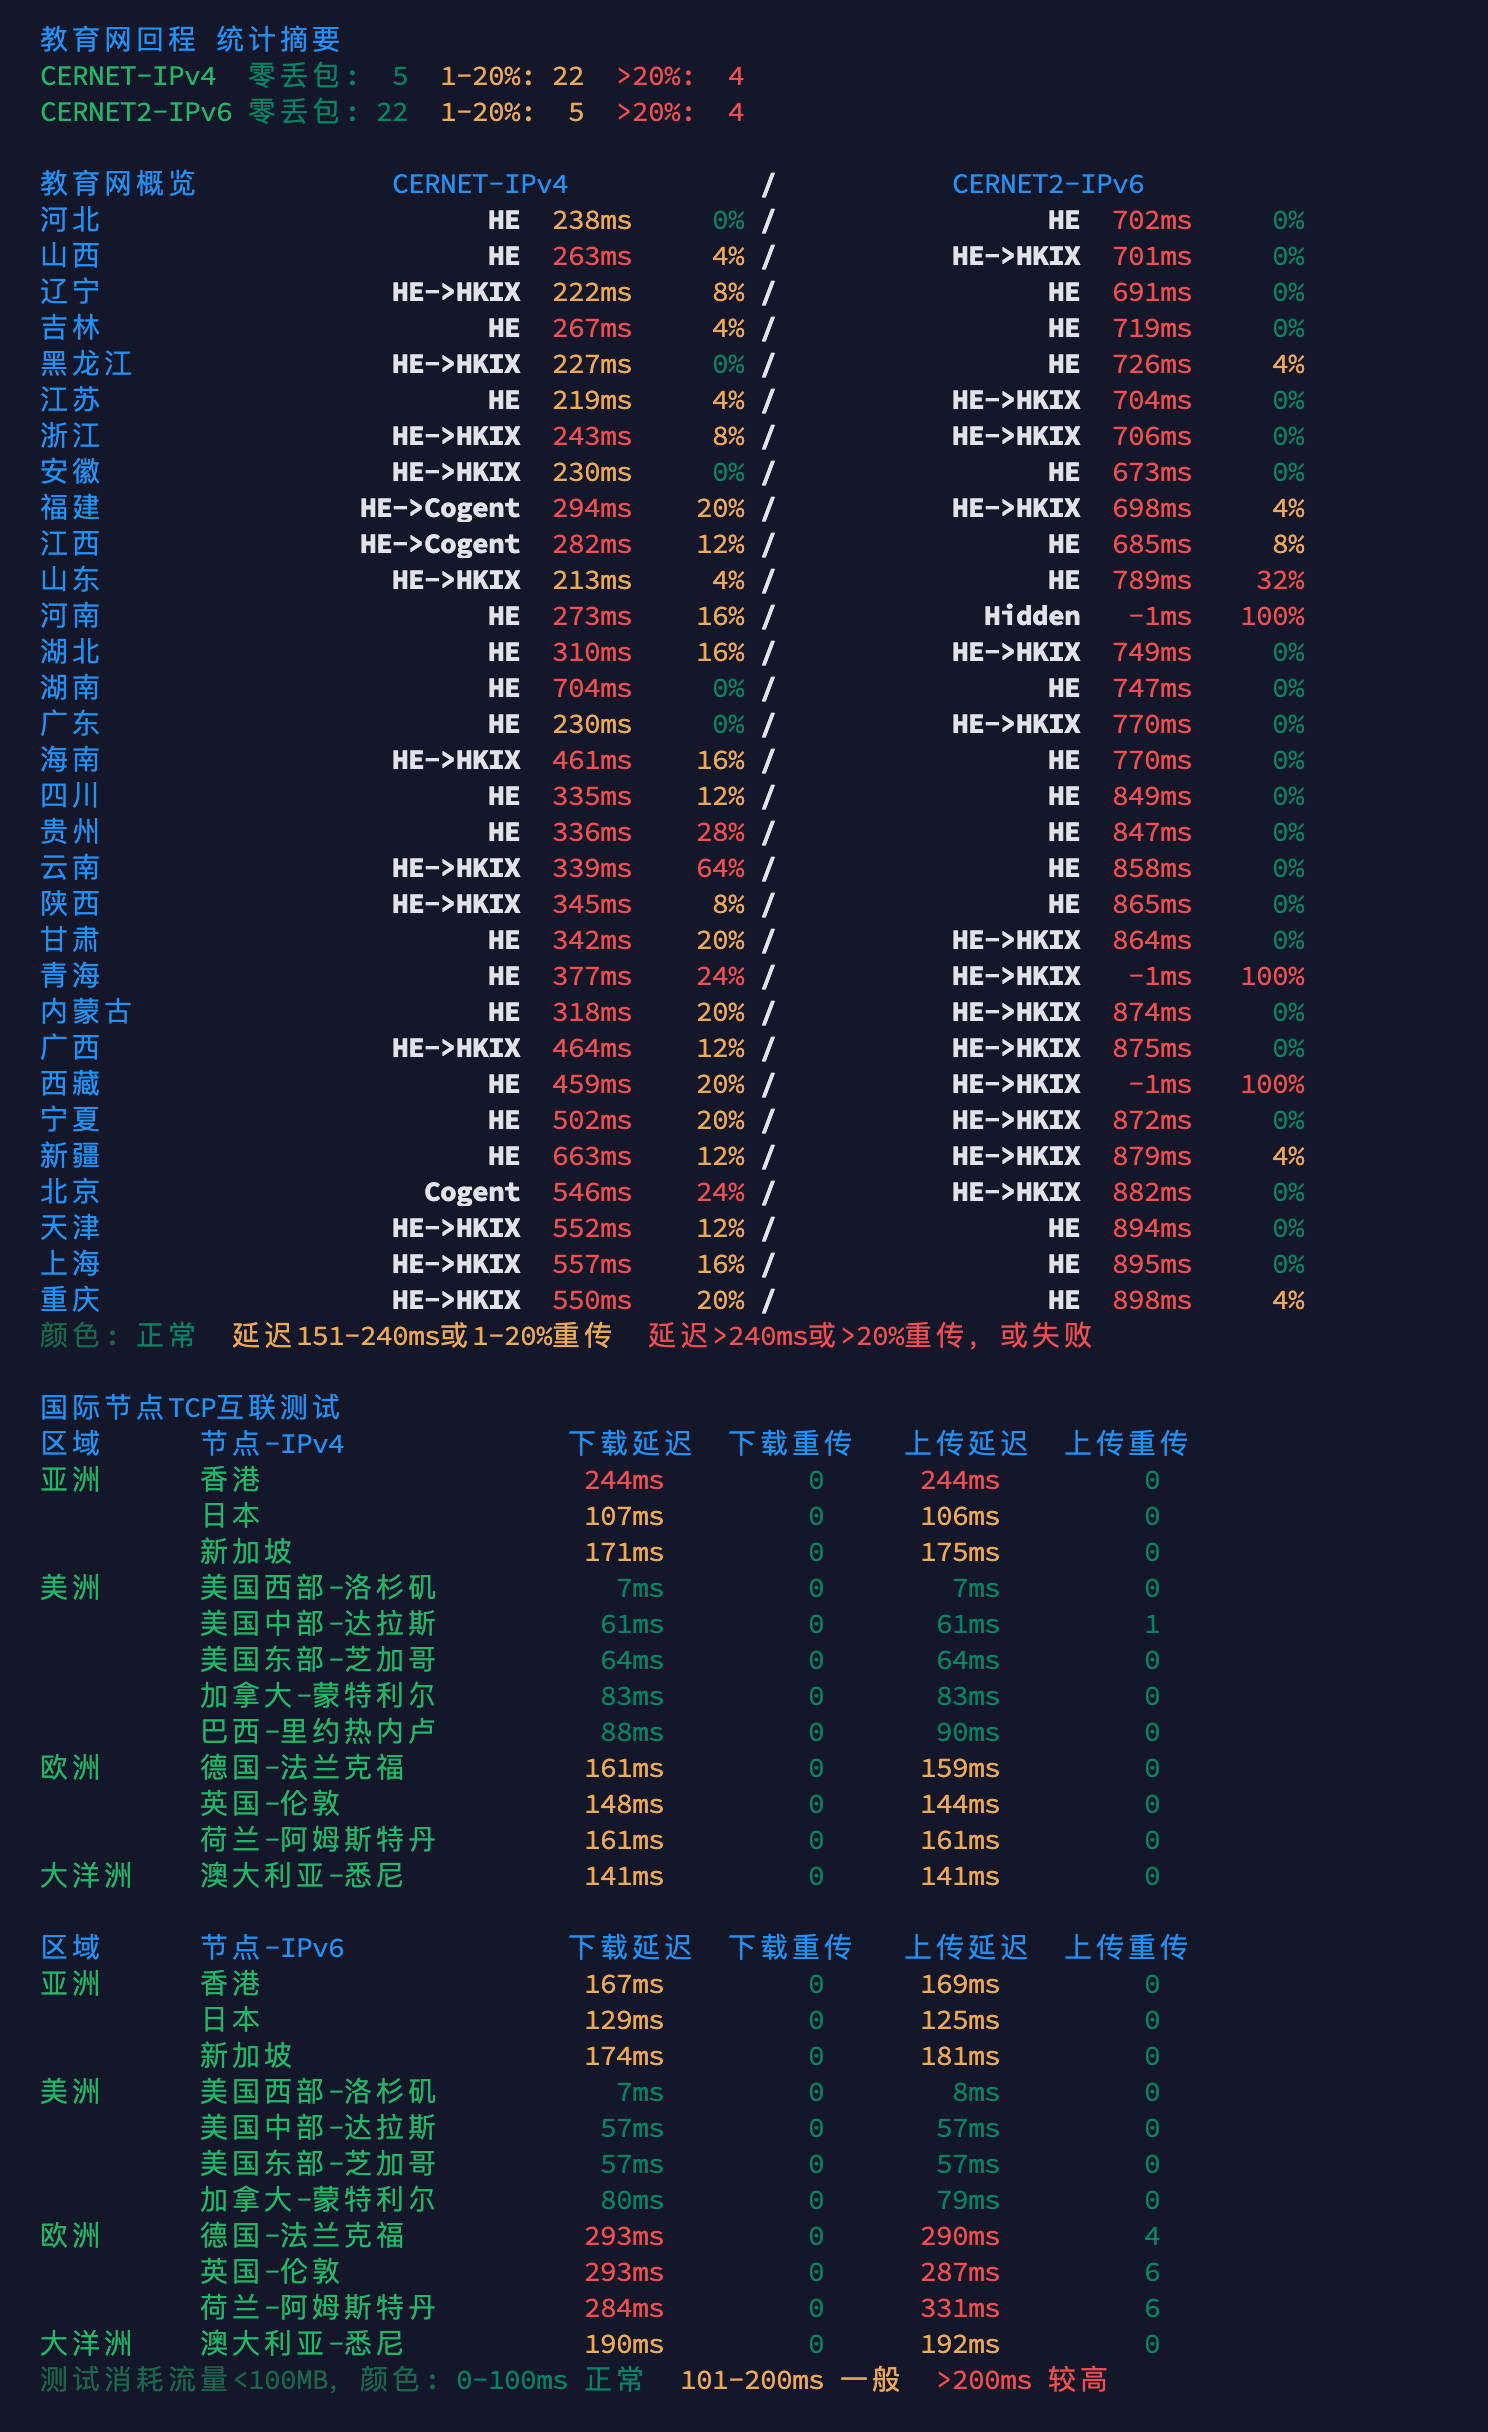 教育网回程 统计摘要
CERNET-IPv4 零丢包: 5 1-20%: 22 >20%: 4
CERNET2-IPv6 零丢包: 22 1-20%: 5 >20%: 4
教育网概览 CERNET-IPv4 / CERNET2-IPv6
河北 HE 238ms 0% / HE 702ms 0%
山西 HE 263ms 4% / HE->HKIX 701ms 0%
辽宁 HE->HKIX 222ms 8% / HE 691ms 0%
吉林 HE 267ms 4% / HE 719ms 0%
黑龙江 HE->HKIX 227ms 0% / HE 726ms 4%
江苏 HE 219ms 4% / HE->HKIX 704ms 0%
浙江 HE->HKIX 243ms 8% / HE->HKIX 706ms 0%
安徽 HE->HKIX 230ms 0% / HE 673ms 0%
福建 HE->Cogent 294ms 20% / HE->HKIX 698ms 4%
江西 HE->Cogent 282ms 12% / HE 685ms 8%
山东 HE->HKIX 213ms 4% / HE 789ms 32%
河南 HE 273ms 16% / Hidden -1ms 100%
湖北 HE 310ms 16% / HE->HKIX 749ms 0%
湖南 HE 704ms 0% / HE 747ms 0%
广东 HE 230ms 0% / HE->HKIX 770ms 0%
海南 HE->HKIX 461ms 16% / HE 770ms 0%
四川 HE 335ms 12% / HE 849ms 0%
贵州 HE 336ms 28% / HE 847ms 0%
云南 HE->HKIX 339ms 64% / HE 858ms 0%
陕西 HE->HKIX 345ms 8% / HE 865ms 0%
甘肃 HE 342ms 20% / HE->HKIX 864ms 0%
青海 HE 377ms 24% / HE->HKIX -1ms 100%
内蒙古 HE 318ms 20% / HE->HKIX 874ms 0%
广西 HE->HKIX 464ms 12% / HE->HKIX 875ms 0%
西藏 HE 459ms 20% / HE->HKIX -1ms 100%
宁夏 HE 502ms 20% / HE->HKIX 872ms 0%
新疆 HE 663ms 12% / HE->HKIX 879ms 4%
北京 Cogent 546ms 24% / HE->HKIX 882ms 0%
天津 HE->HKIX 552ms 12% / HE 894ms 0%
上海 HE->HKIX 557ms 16% / HE 895ms 0%
重庆 HE->HKIX 550ms 20% / HE 898ms 4%
颜色: 正常 延迟151-240ms或1-20%重传 延迟>240ms或>20%重传, 或失败
国际节点TCP互联测试
区域 节点-IPv4 下载延迟 下载重传 上传延迟 上传重传
亚洲 香港 244ms 0 244ms 0
日本 107ms 0 106ms 0
新加坡 171ms 0 175ms 0
美洲 美国西部-洛杉矶 7ms 0 7ms 0
美国中部-达拉斯 61ms 0 61ms 1
美国东部-芝加哥 64ms 0 64ms 0
加拿大-蒙特利尔 83ms 0 83ms 0
巴西-里约热内卢 88ms 0 90ms 0
欧洲 德国-法兰克福 161ms 0 159ms 0
英国-伦敦 148ms 0 144ms 0
荷兰-阿姆斯特丹 161ms 0 161ms 0
大洋洲 澳大利亚-悉尼 141ms 0 141ms 0
区域 节点-IPv6 下载延迟 下载重传 上传延迟 上传重传
亚洲 香港 167ms 0 169ms 0
日本 129ms 0 125ms 0
新加坡 174ms 0 181ms 0
美洲 美国西部-洛杉矶 7ms 0 8ms 0
美国中部-达拉斯 57ms 0 57ms 0
美国东部-芝加哥 57ms 0 57ms 0
加拿大-蒙特利尔 80ms 0 79ms 0
欧洲 德国-法兰克福 293ms 0 290ms 4
英国-伦敦 293ms 0 287ms 6
荷兰-阿姆斯特丹 284ms 0 331ms 6
大洋洲 澳大利亚-悉尼 190ms 0 192ms 0
测试消耗流量<100MB, 颜色: 0-100ms 正常 101-200ms 一般 >200ms 较高